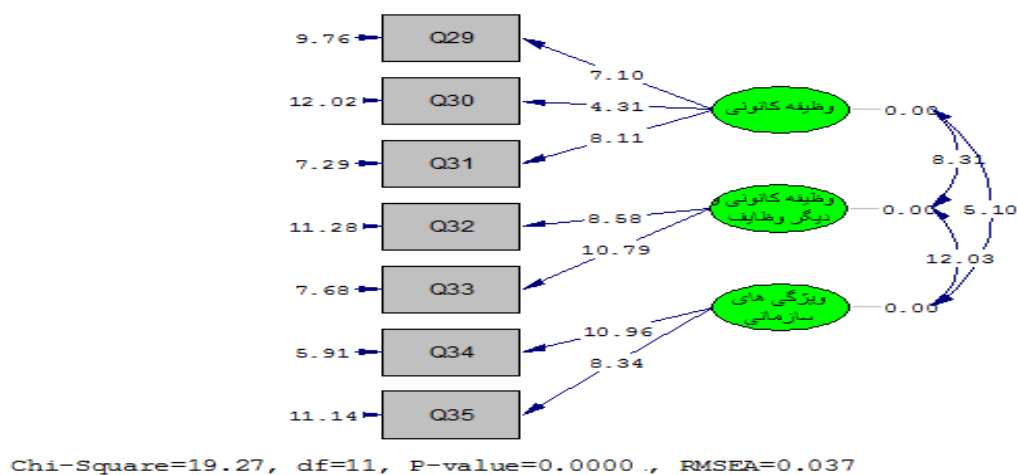 9.76 Q29
7.10
12.02 Q30 4.31 وظیفه کانونی 0.00
8.11
7.29 Q31 8.31
11.28 Q32 8.58 وظیفه کانونی و 0.00 5.10
دیگر وظایف
10.79
12.03
7.68 Q33
ویژگی های 0.00
سازمانی
10.96
5.91 Q34
8.34
11.14 Q35
Chi-Square=19.27, df=11, P-value=0.0000 , RMSEA=0.037